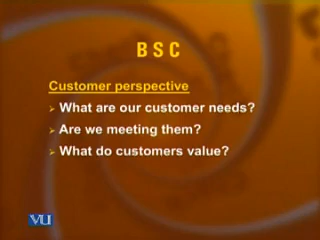 B S C
Customer perspective
What are our customer needs?
Are we meeting them?
What do customers value?
VU